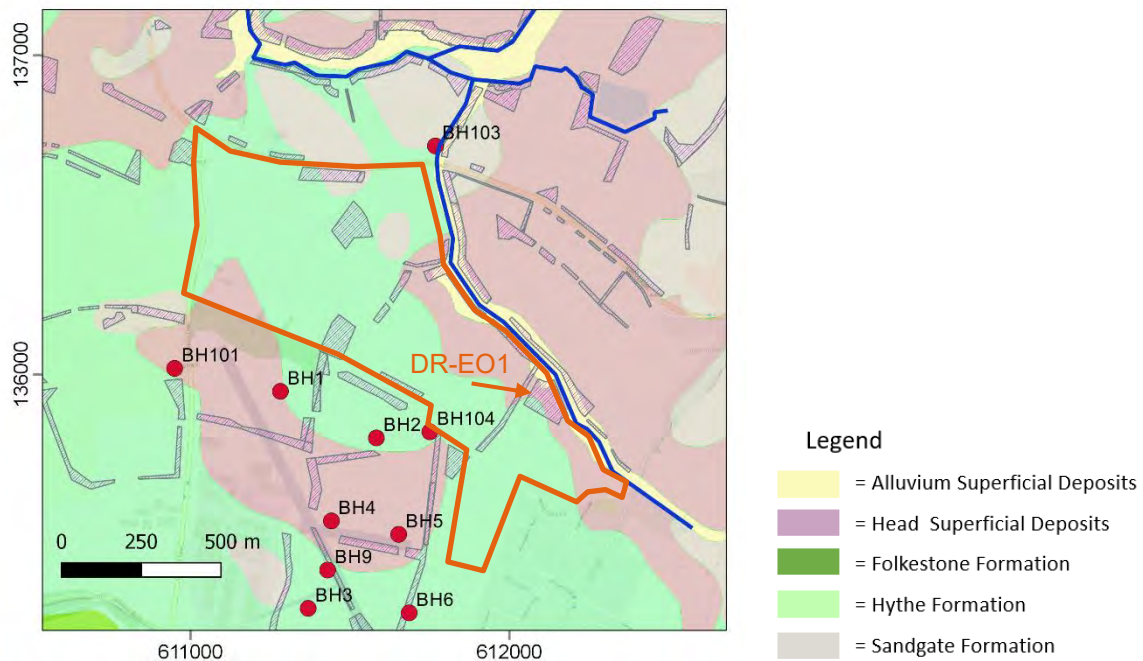 137000
BH103
136000
BH101
BH1
DR-EO1
BH2
BH104
BH4
BH5
BH9
BH3
BH6
0 250 500 m
611000
612000
Legend
= Alluvium Superficial Deposits
= Head Superficial Deposits
= Folkestone Formation
= Hythe Formation
= Sandgate Formation